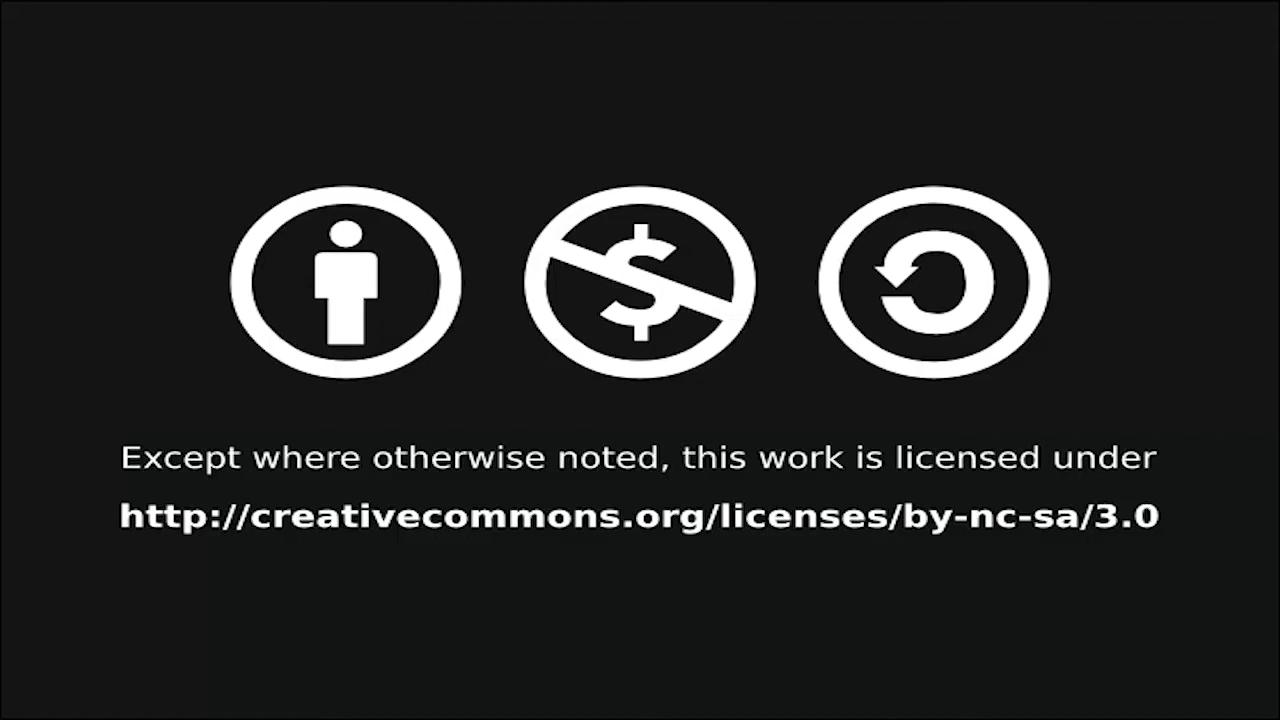 Except where otherwise noted, this work is licensed under
http://creativecommons.org/licenses/by-nc-sa/3.0